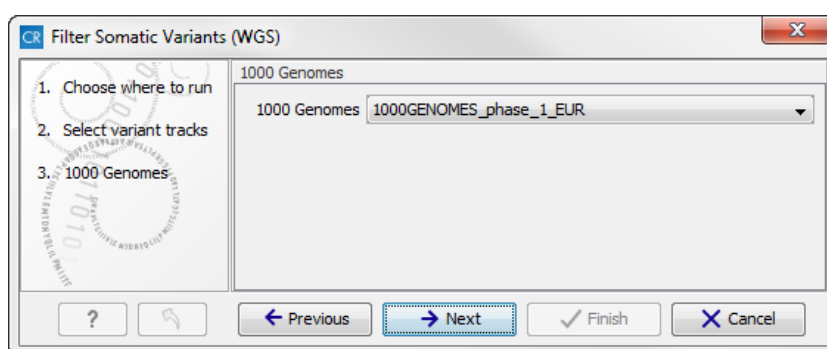 CR Filter Somatic Variants (WGS)
1. Choose where to run
2. Select variant tracks
3. 1000 Genomes
1000 Genomes
1000 Genomes 1000GENOMES_phase_1_EUR
? Previous Next Finish Cancel